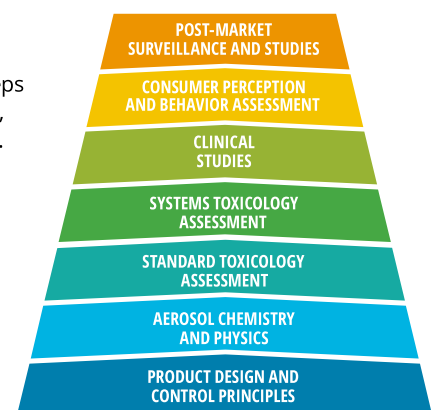 POST-MARKET
SURVEILLANCE AND STUDIES
CONSUMER PERCEPTION
AND BEHAVIOR ASSESSMENT
CLINICAL
STUDIES
SYSTEMS TOXICOLOGY
ASSESSMENT
STANDARD TOXICOLOGY
ASSESSMENT
AEROSOL CHEMISTRY
AND PHYSICS
PRODUCT DESIGN AND
CONTROL PRINCIPLES